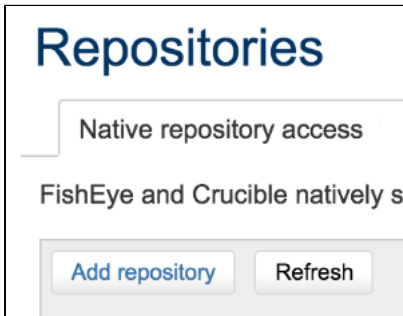 Repositories
Native repository access
FishEye and Crucible natively s
Add repository Refresh